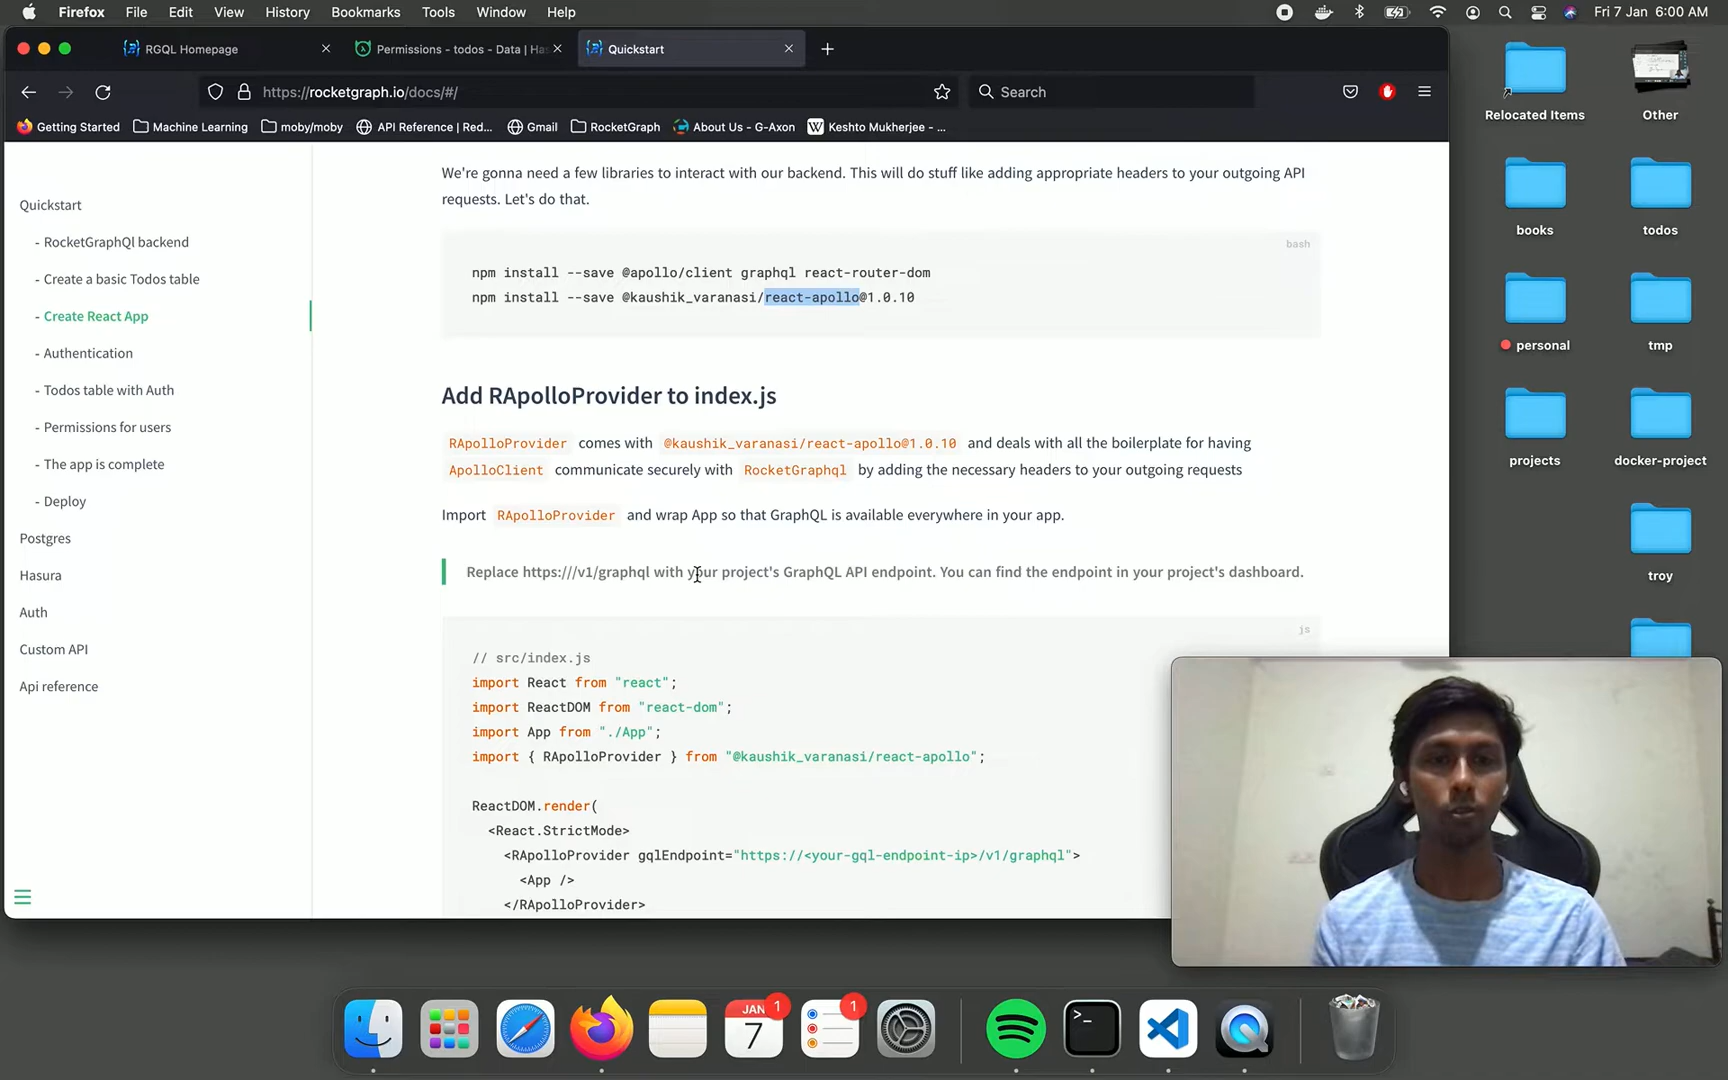 Firefox File Edit View History Bookmarks Tools Window Help
Fri 7 Jan 6:00 AM
RGQL Homepage
Permissions - todos - Data | Has
Quickstart
https://rocketgraph.io/docs/#/
Search
Getting Started
Machine Learning
moby/moby
API Reference | Red...
Gmail
RocketGraph
About Us - G-Axon
Keshto Mukherjee - ...
Quickstart
- RocketGraphQl backend
- Create a basic Todos table
- Create React App
- Authentication
- Todos table with Auth
- Permissions for users
- The app is complete
- Deploy
Postgres
Hasura
Auth
Custom API
Api reference
We're gonna need a few libraries to interact with our backend. This will do stuff like adding appropriate headers to your outgoing API
requests. Let's do that.
bash
npm install --save @apollo/client graphql react-router-dom
npm install --save @kaushik_varanasi/react-apollo@1.0.10
Add RApolloProvider to index.js
RApolloProvider comes with @kaushik_varanasi/react-apollo@1.0.10 and deals with all the boilerplate for having
ApolloClient communicate securely with RocketGraphql by adding the necessary headers to your outgoing requests
Import RApolloProvider and wrap App so that GraphQL is available everywhere in your app.
Replace https:///v1/graphql with your project's GraphQL API endpoint. You can find the endpoint in your project's dashboard.
js
// src/index.js
import React from "react";
import ReactDOM from "react-dom";
import App from "./App";
import { RApolloProvider } from "@kaushik_varanasi/react-apollo";
ReactDOM.render(
<React.StrictMode>
<RApolloProvider gqlEndpoint="https://<your-gql-endpoint-ip>/v1/graphql">
<App />
</RApolloProvider>
Relocated Items
Other
books
todos
personal
tmp
projects
docker-project
troy
JAN
7
1
1
>_